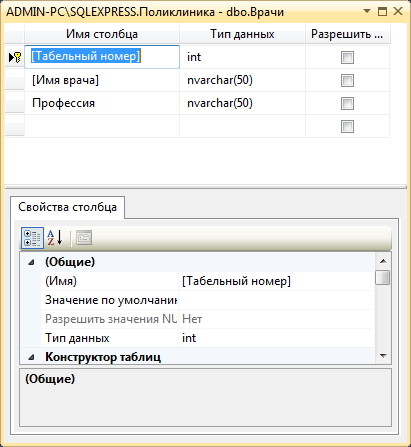 ADMIN-PC\SQLEXPRESS.Поликлиника - dbo.Врачи
Имя столбца Тип данных Разрешить ...
[Табельный номер] int
[Имя врача] nvarchar(50)
Профессия nvarchar(50)
Свойства столбца
(Общие)
(Имя) [Табельный номер]
Значение по умолчани
Разрешить значения NU Нет
Тип данных int
Конструктор таблиц
(Общие)